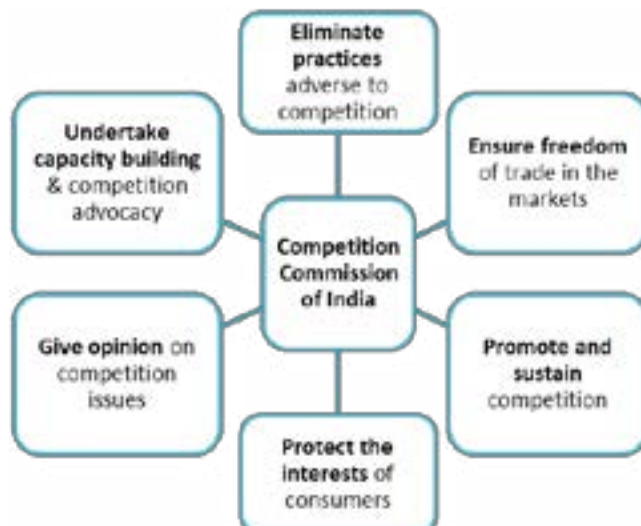 Eliminate
practices
adverse to
competition
Undertake
capacity building
& competition
advocacy
Ensure freedom
of trade in the
markets
Competition
Commission
of India
Give opinion on
competition
issues
Promote and
sustain
competition
Protect the
interests of
consumers